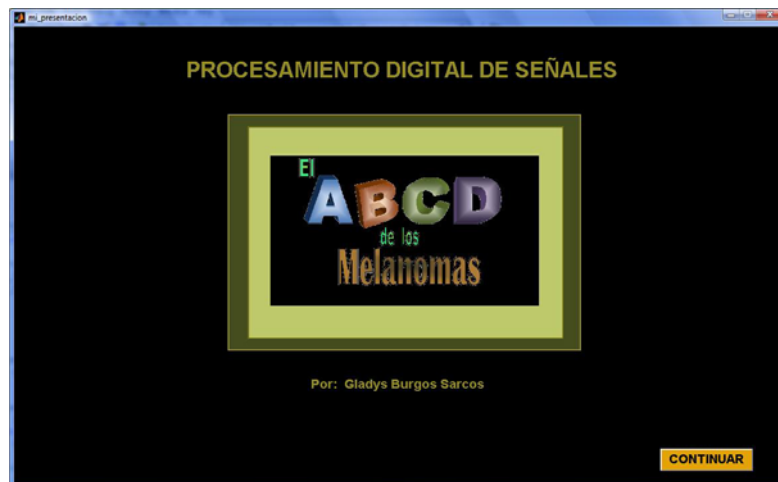 mi_presentacion
PROCESAMIENTO DIGITAL DE SEÑALES
El
ABCD
de los
Melanomas
Por: Gladys Burgos Sarcos
CONTINUAR